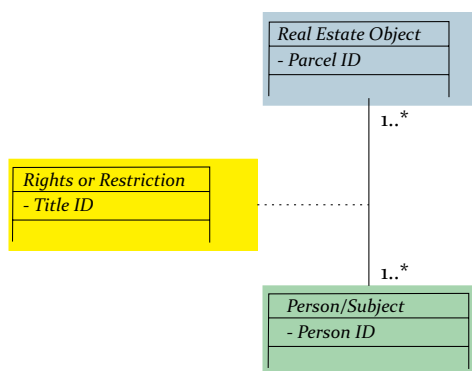 Real Estate Object
- Parcel ID
1..*
Rights or Restriction
- Title ID
1..*
Person/Subject
- Person ID